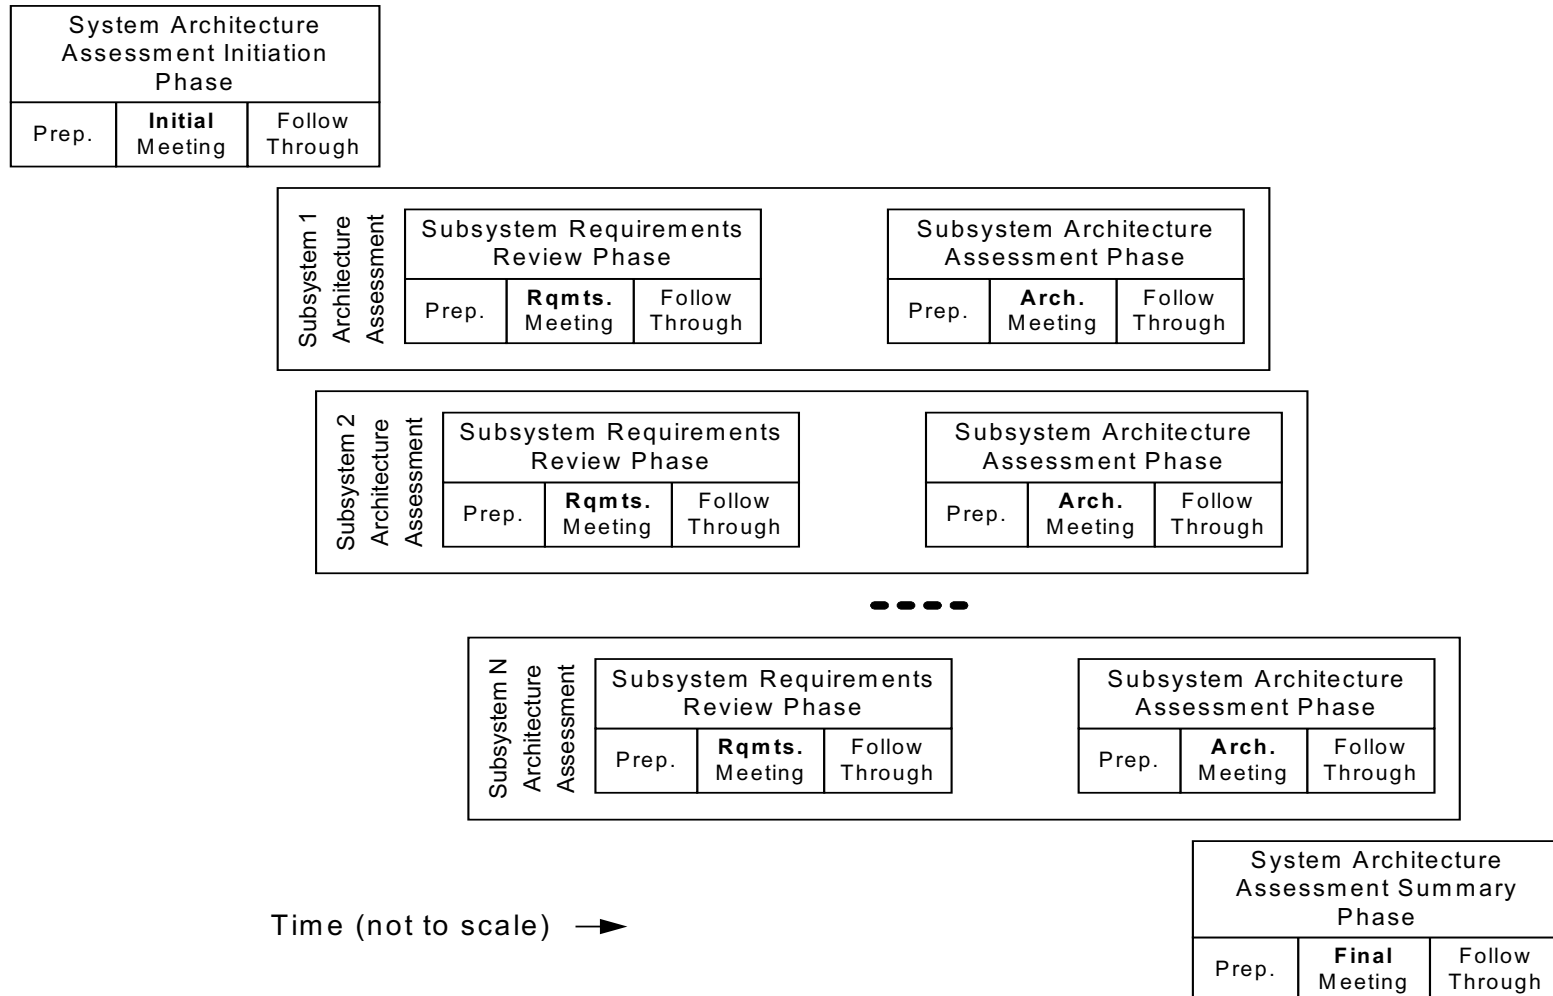 System Architecture
Assessment Initiation
Phase
Prep.
Initial
Meeting
Follow
Through
Subsystem 1
Architecture
Assessment
Subsystem Requirements
Review Phase
Prep.
Rqmts.
Meeting
Follow
Through
Subsystem Architecture
Assessment Phase
Prep.
Arch.
Meeting
Follow
Through
Subsystem 2
Architecture
Assessment
Subsystem Requirements
Review Phase
Prep.
Rqmts.
Meeting
Follow
Through
Subsystem Architecture
Assessment Phase
Prep.
Arch.
Meeting
Follow
Through
Subsystem N
Architecture
Assessment
Subsystem Requirements
Review Phase
Prep.
Rqmts.
Meeting
Follow
Through
Subsystem Architecture
Assessment Phase
Prep.
Arch.
Meeting
Follow
Through
System Architecture
Assessment Summary
Phase
Prep.
Final
Meeting
Follow
Through
Time (not to scale)